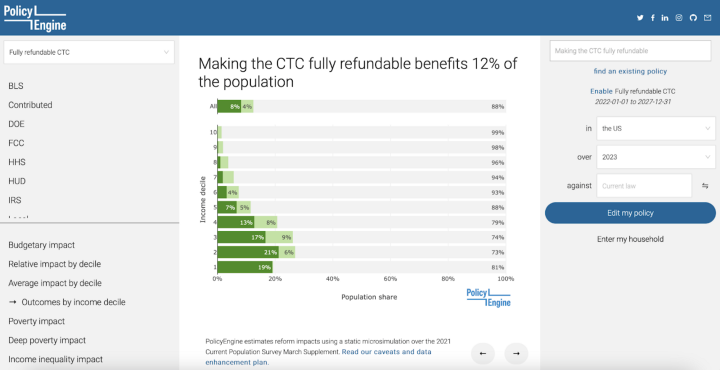 Policy
Engine
Fully refundable CTC
BLS
Contributed
DOE
FCC
HHS
HUD
IRS
Budgetary impact
Relative impact by decile
Average impact by decile
→ Outcomes by income decile
Poverty impact
Deep poverty impact
Income inequality impact
Making the CTC fully refundable benefits 12% of
the population
All 8% 4% 88%
10 99%
9 98%
8 96%
7 94%
6 4% 93%
5 7% 5% 88%
4 13% 8% 79%
3 17% 9% 74%
2 21% 6% 73%
1 19% 81%
Income decile
0% 20% 40% 60% 80% 100%
Population share
Policy
Engine
PolicyEngine estimates reform impacts using a static microsimulation over the 2021
Current Population Survey March Supplement. Read our caveats and data
enhancement plan.
← →
Making the CTC fully refundable
find an existing policy
Enable Fully refundable CTC
2022-01-01 to 2027-12-31
in the US
over 2023
against Current law
Edit my policy
Enter my household